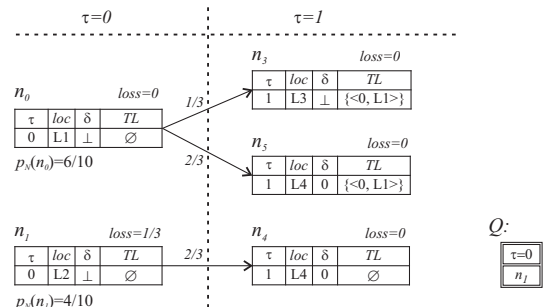 τ=0 τ=1
n₃ loss=0
n₀ loss=0
τ loc δ TL
1 L3 ⊥ {<0, L1>}
1/3
τ loc δ TL
0 L1 ⊥ ∅
n₅ loss=0
p_N(n₀)=6/10
2/3
τ loc δ TL
1 L4 0 {<0, L1>}
n₁ loss=1/3
n₄ loss=0
Q:
τ loc δ TL
0 L2 ⊥ ∅
2/3
τ loc δ TL
1 L4 0 ∅
τ=0
n₁
p_N(n₁)=4/10